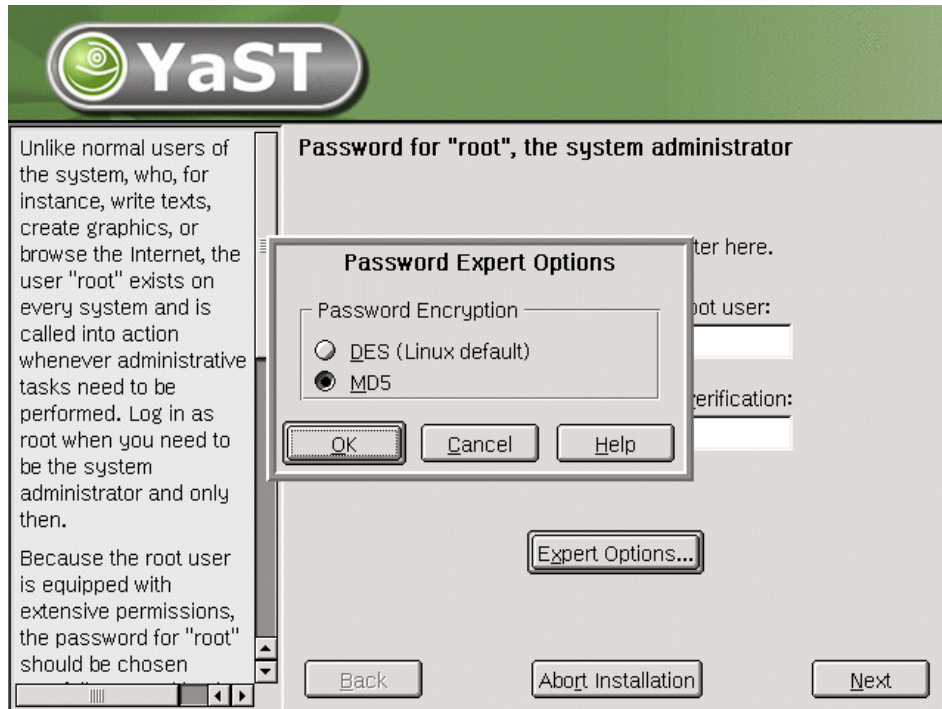 YaST
Unlike normal users of
the system, who, for
instance, write texts,
create graphics, or
browse the Internet, the
user "root" exists on
every system and is
called into action
whenever administrative
tasks need to be
performed. Log in as
root when you need to
be the system
administrator and only
then.
Because the root user
is equipped with
extensive permissions,
the password for "root"
should be chosen
Password for "root", the system administrator
here.
user:
Password Expert Options
Password Encryption
DES (Linux default)
MD5
OK
Cancel
Help
Expert Options...
Back
Abort Installation
Next